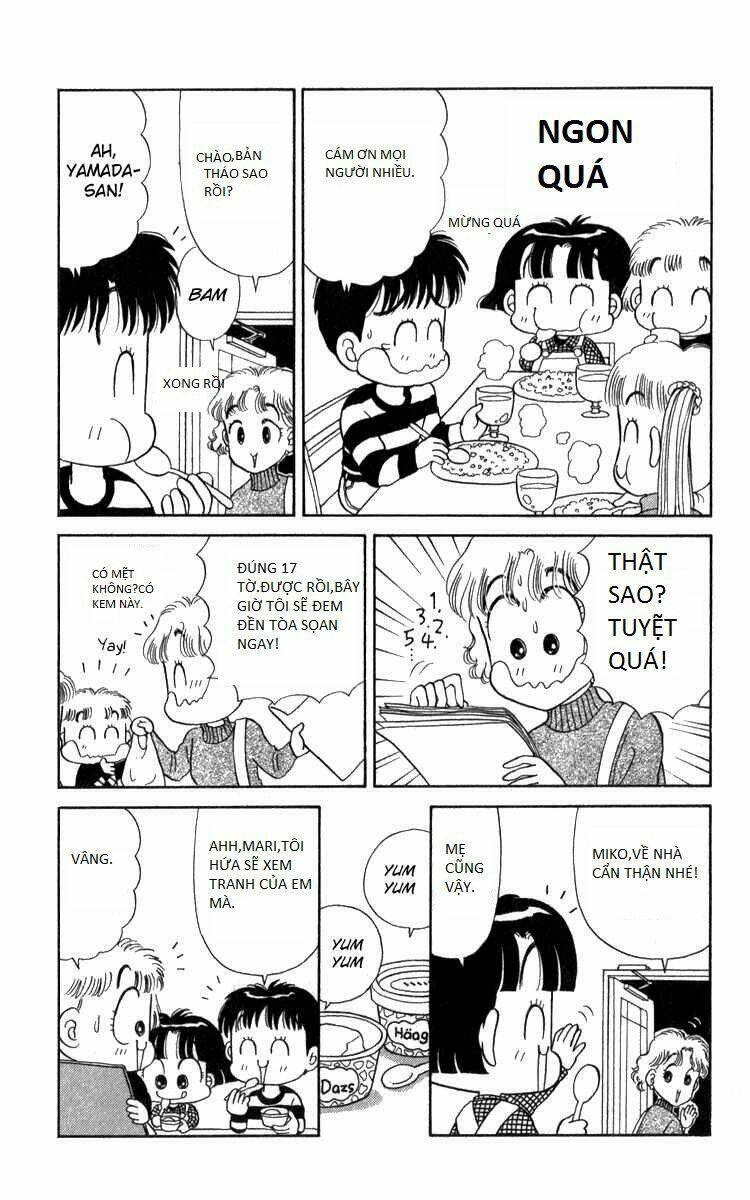 AH,
YAMADA-
SAN!
CHÀO,BẢN
THẢO SAO
RỒI?
BAM
XONG RỒI
CÁM ƠN MỌI
NGƯỜI NHIỀU.
NGON
QUÁ
MỪNG QUÁ
CÓ MỆT
KHÔNG?CÓ
KEM NÀY.
Yay!
ĐÚNG 17
TỜ.ĐƯỢC RỒI,BÂY
GIỜ TÔI SẼ ĐEM
ĐẾN TÒA SỌAN
NGAY!
1.
3.2.
5 4.
THẬT
SAO?
TUYỆT
QUÁ!
VÂNG.
AHH,MARI,TÔI
HỨA SẼ XEM
TRANH CỦA EM
MÀ.
YUM
YUM
YUM
YUM
Häag
Dazs
MẸ
CŨNG
VẬY.
MIKO,VỀ NHÀ
CẨN THẬN NHÉ!